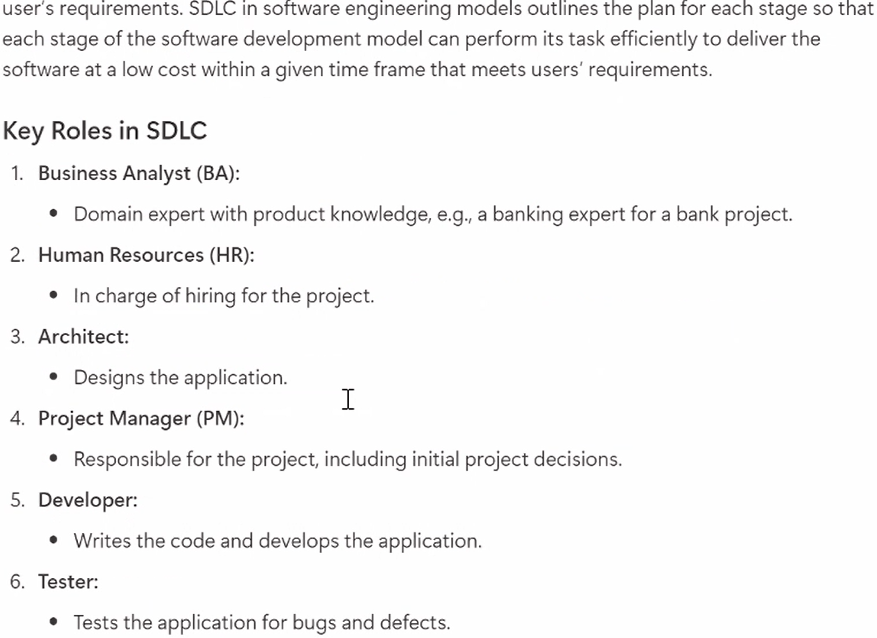 user's requirements. SDLC in software engineering models outlines the plan for each stage so that
each stage of the software development model can perform its task efficiently to deliver the
software at a low cost within a given time frame that meets users' requirements.
Key Roles in SDLC
1. Business Analyst (BA):
• Domain expert with product knowledge, e.g., a banking expert for a bank project.
2. Human Resources (HR):
• In charge of hiring for the project.
3. Architect:
• Designs the application.
4. Project Manager (PM):
• Responsible for the project, including initial project decisions.
5. Developer:
• Writes the code and develops the application.
6. Tester:
• Tests the application for bugs and defects.